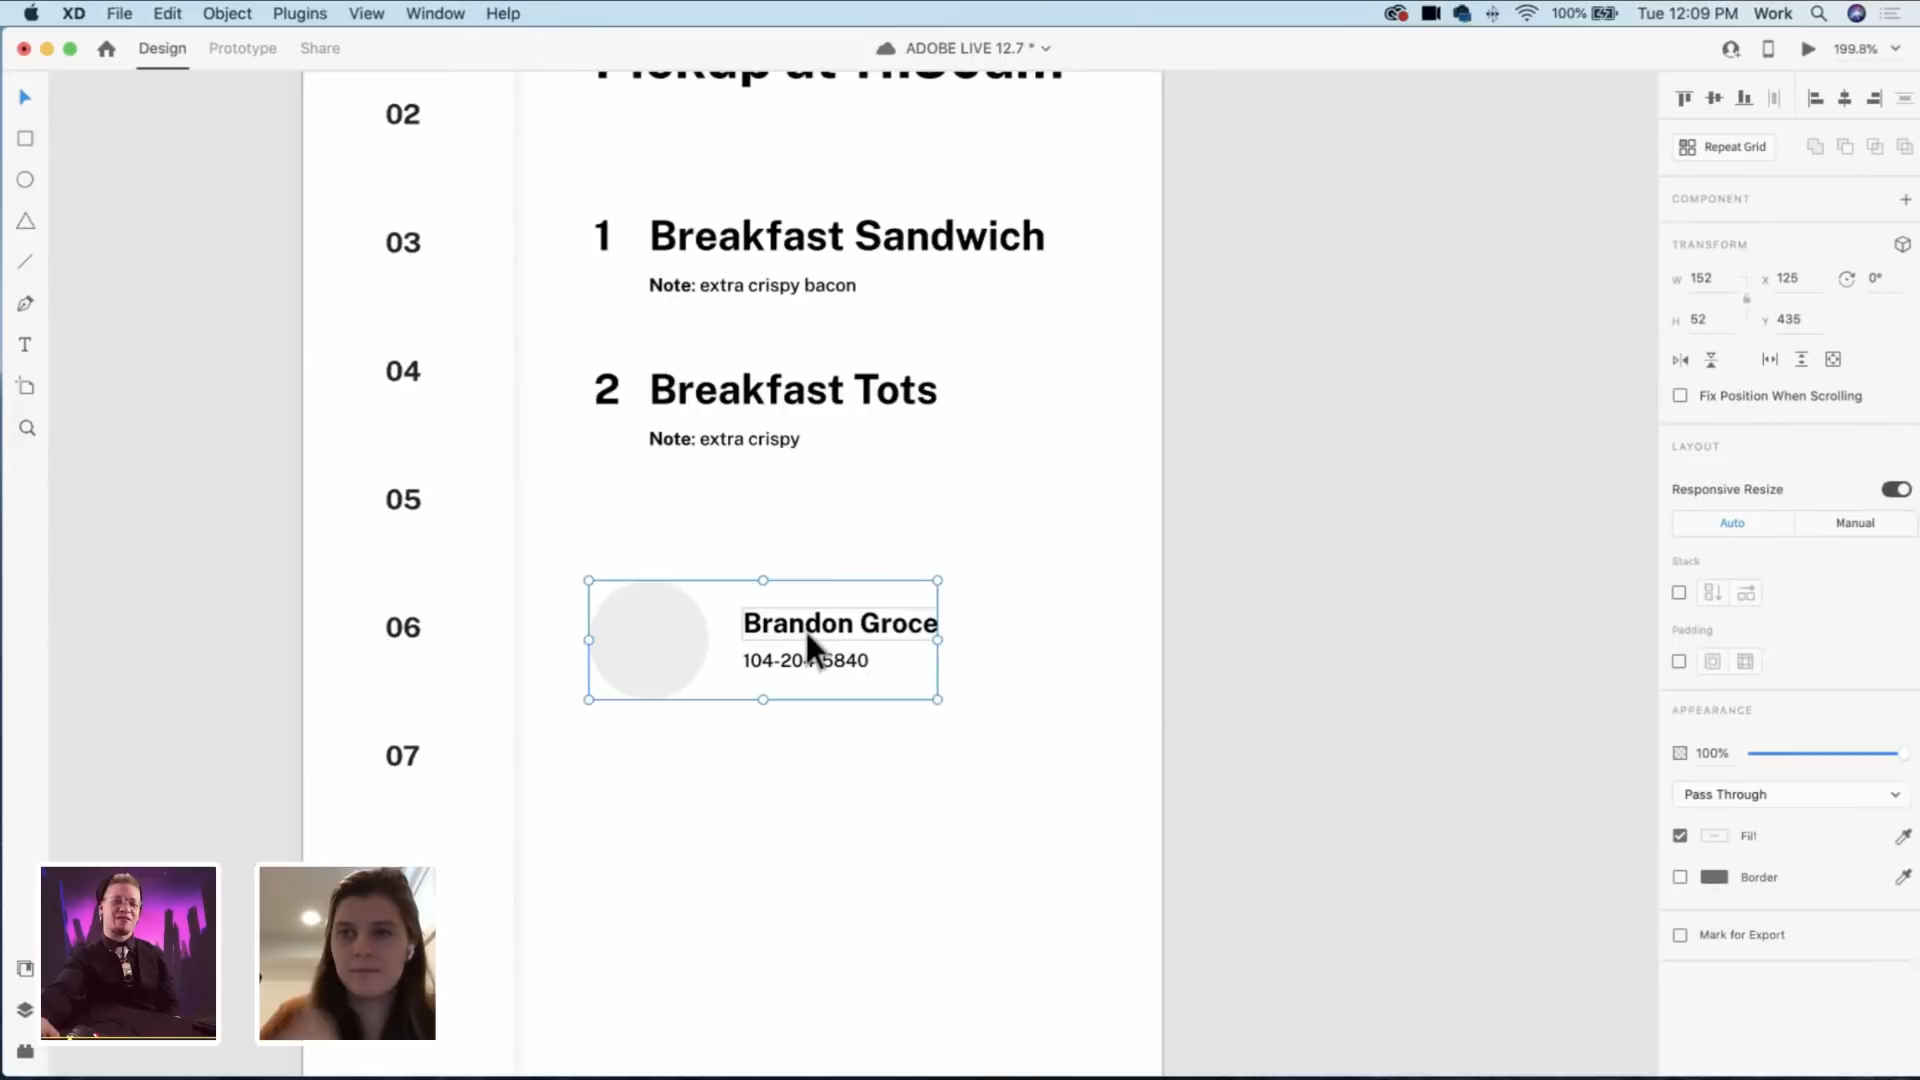 XD File Edit Object Plugins View Window Help
100% Tue 12:09 PM Work
Design Prototype Share
ADOBE LIVE 12.7 *
199.8%
02
03
04
05
06
07
1 Breakfast Sandwich
Note: extra crispy bacon
2 Breakfast Tots
Note: extra crispy
Brandon Groce
Repeat Grid
COMPONENT
TRANSFORM
W 152 X 125 0°
H 52 Y 435
Fix Position When Scrolling
LAYOUT
Responsive Resize
Auto Manual
Stack
Padding
APPEARANCE
100%
Pass Through
Fill
Border
Mark for Export